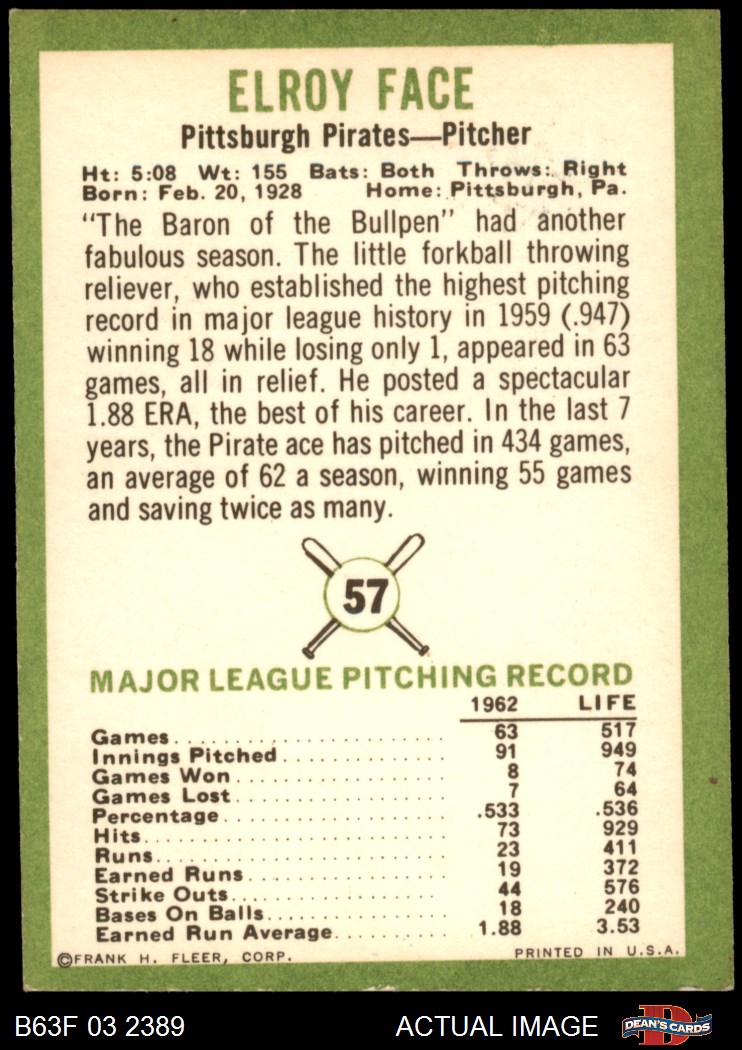 ELROY FACE
Pittsburgh Pirates—Pitcher
Ht: 5:08 Wt: 155 Bats: Both Throws: Right
Born: Feb. 20, 1928 Home: Pittsburgh, Pa.
"The Baron of the Bullpen" had another
fabulous season. The little forkball throwing
reliever, who established the highest pitching
record in major league history in 1959 (.947)
winning 18 while losing only 1, appeared in 63
games, all in relief. He posted a spectacular
1.88 ERA, the best of his career. In the last 7
years, the Pirate ace has pitched in 434 games,
an average of 62 a season, winning 55 games
and saving twice as many.
57
MAJOR LEAGUE PITCHING RECORD
1962 LIFE
Games 63 517
Innings Pitched 91 949
Games Won 8 74
Games Lost 7 64
Percentage .533 .536
Hits 73 929
Runs 23 411
Earned Runs 19 372
Strike Outs 44 576
Bases On Balls 18 240
Earned Run Average 1.88 3.53
©FRANK H. FLEER, CORP. PRINTED IN U.S.A.
B63F 03 2389 ACTUAL IMAGE D DEAN'S CARDS